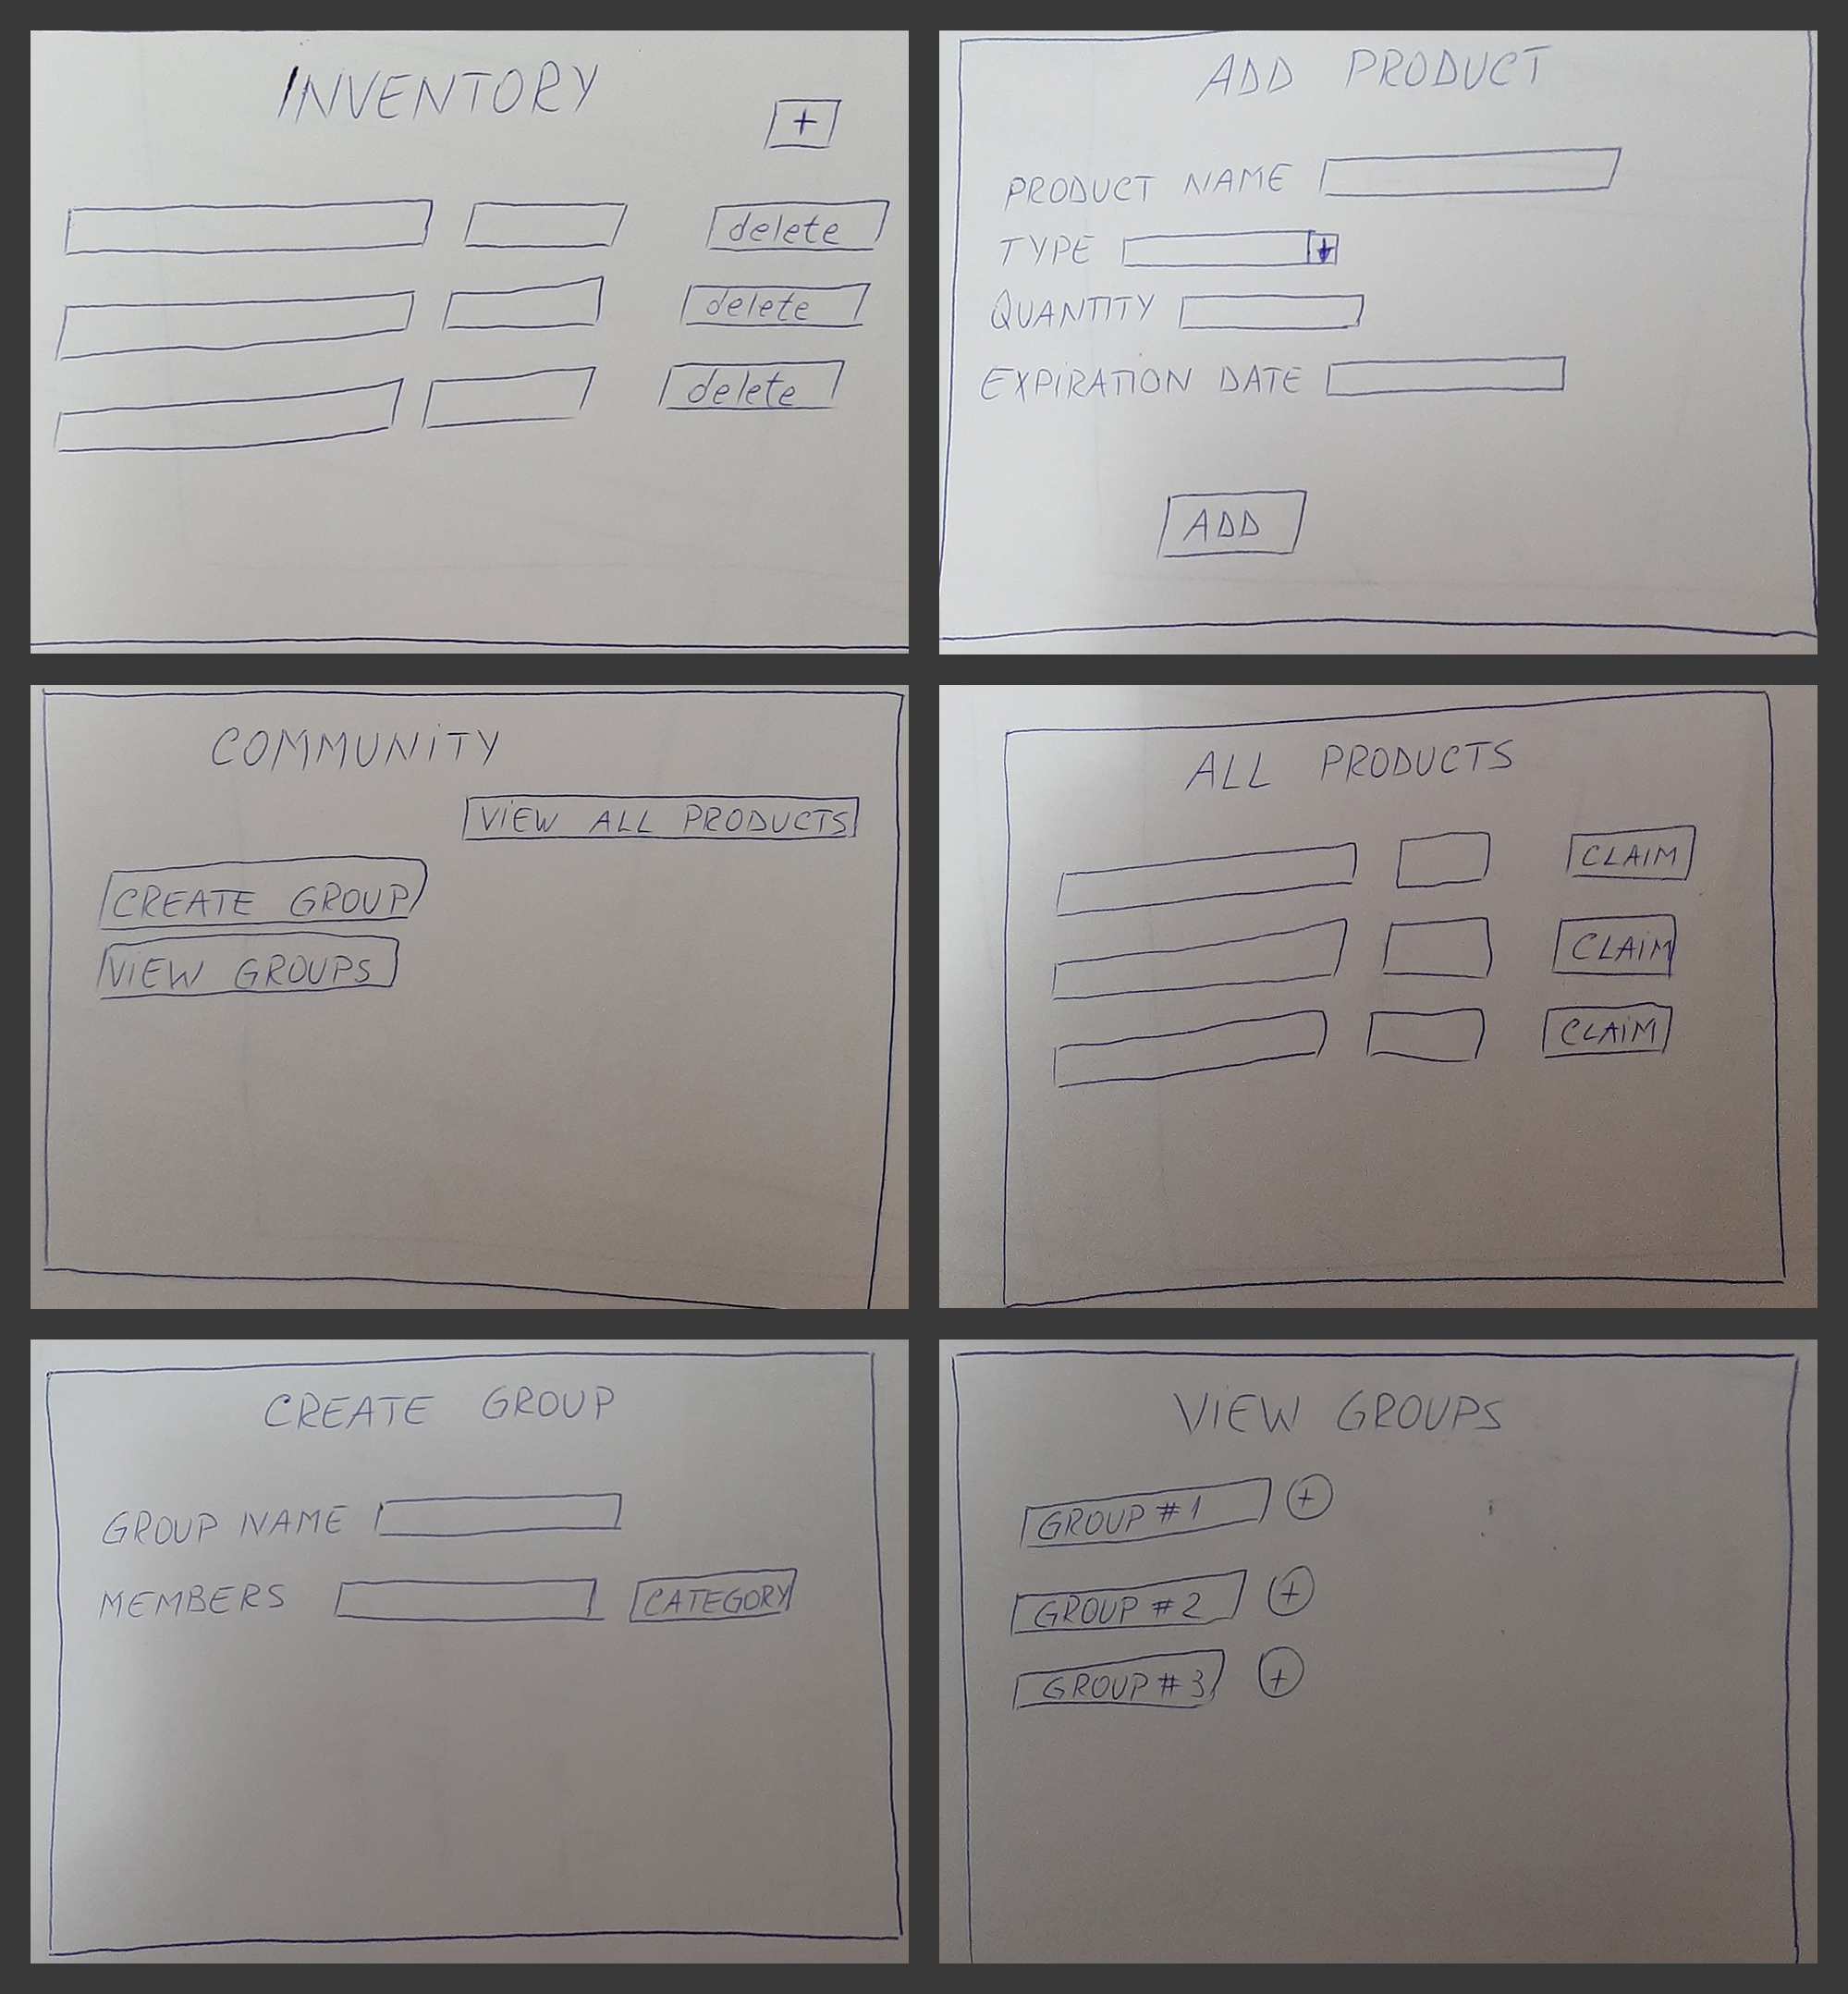 INVENTORY
+
delete
delete
delete
ADD PRODUCT
PRODUCT NAME
TYPE
QUANTITY
EXPIRATION DATE
ADD
COMMUNITY
VIEW ALL PRODUCTS
CREATE GROUP
VIEW GROUPS
ALL PRODUCTS
CLAIM
CLAIM
CLAIM
CREATE GROUP
GROUP NAME
MEMBERS CATEGORY
VIEW GROUPS
GROUP #1 +
GROUP #2 +
GROUP #3 +